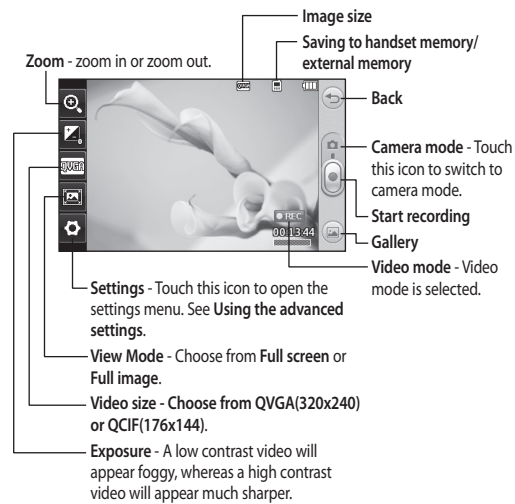 Image size
Saving to handset memory/
external memory
Zoom - zoom in or zoom out.
Back
Camera mode - Touch
this icon to switch to
camera mode.
Start recording
Gallery
Video mode - Video
mode is selected.
QVGA
QVGA
REC
00:13:44
Settings - Touch this icon to open the
settings menu. See Using the advanced
settings.
View Mode - Choose from Full screen or
Full image.
Video size - Choose from QVGA(320x240)
or QCIF(176x144).
Exposure - A low contrast video will
appear foggy, whereas a high contrast
video will appear much sharper.